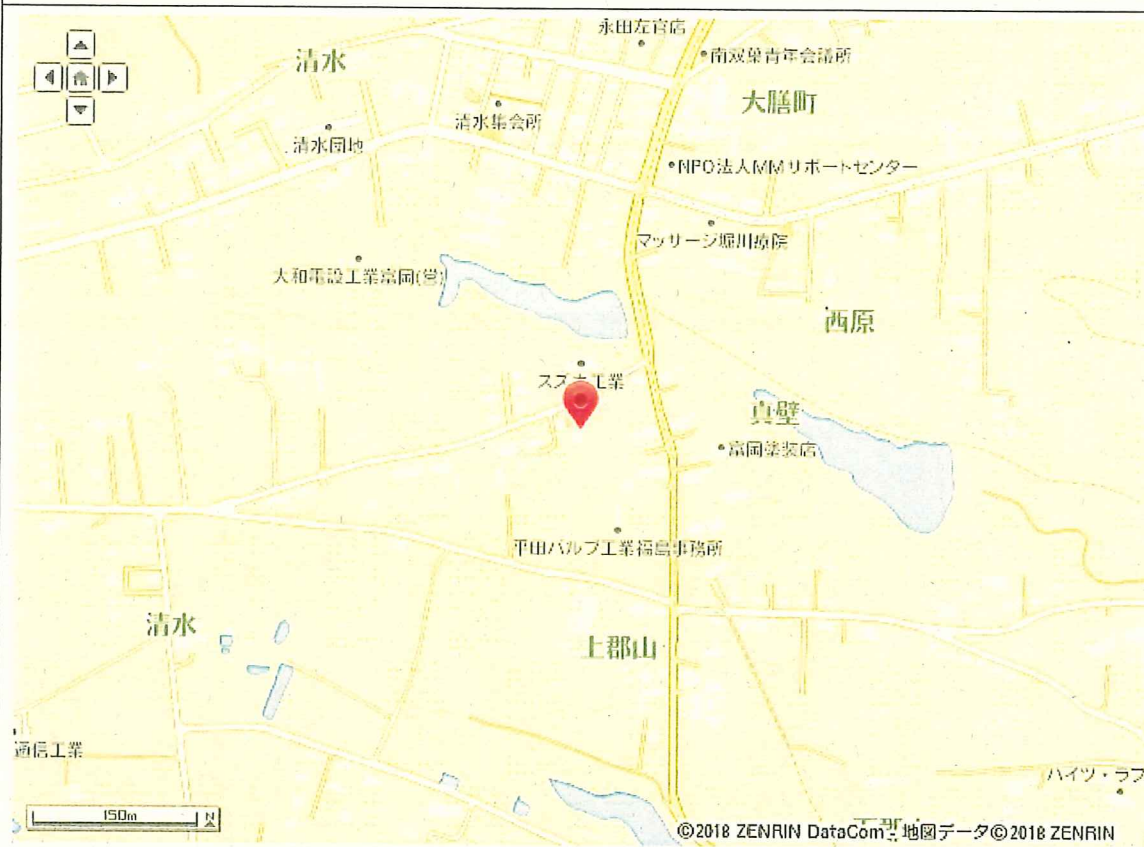 永田左官店
南双葉青年会議所
清水
大膳町
清水集会所
清水団地
NPO法人MMサポートセンター
マッサージ堀川療院
大和電設工業富岡(営)
西原
真壁
富岡塗装店
平田バルブ工業福島事務所
清水
上郡山
通信工業
ハイツ・ラフ
150m
N
©2018 ZENRIN DataCom 地図データ©2018 ZENRIN